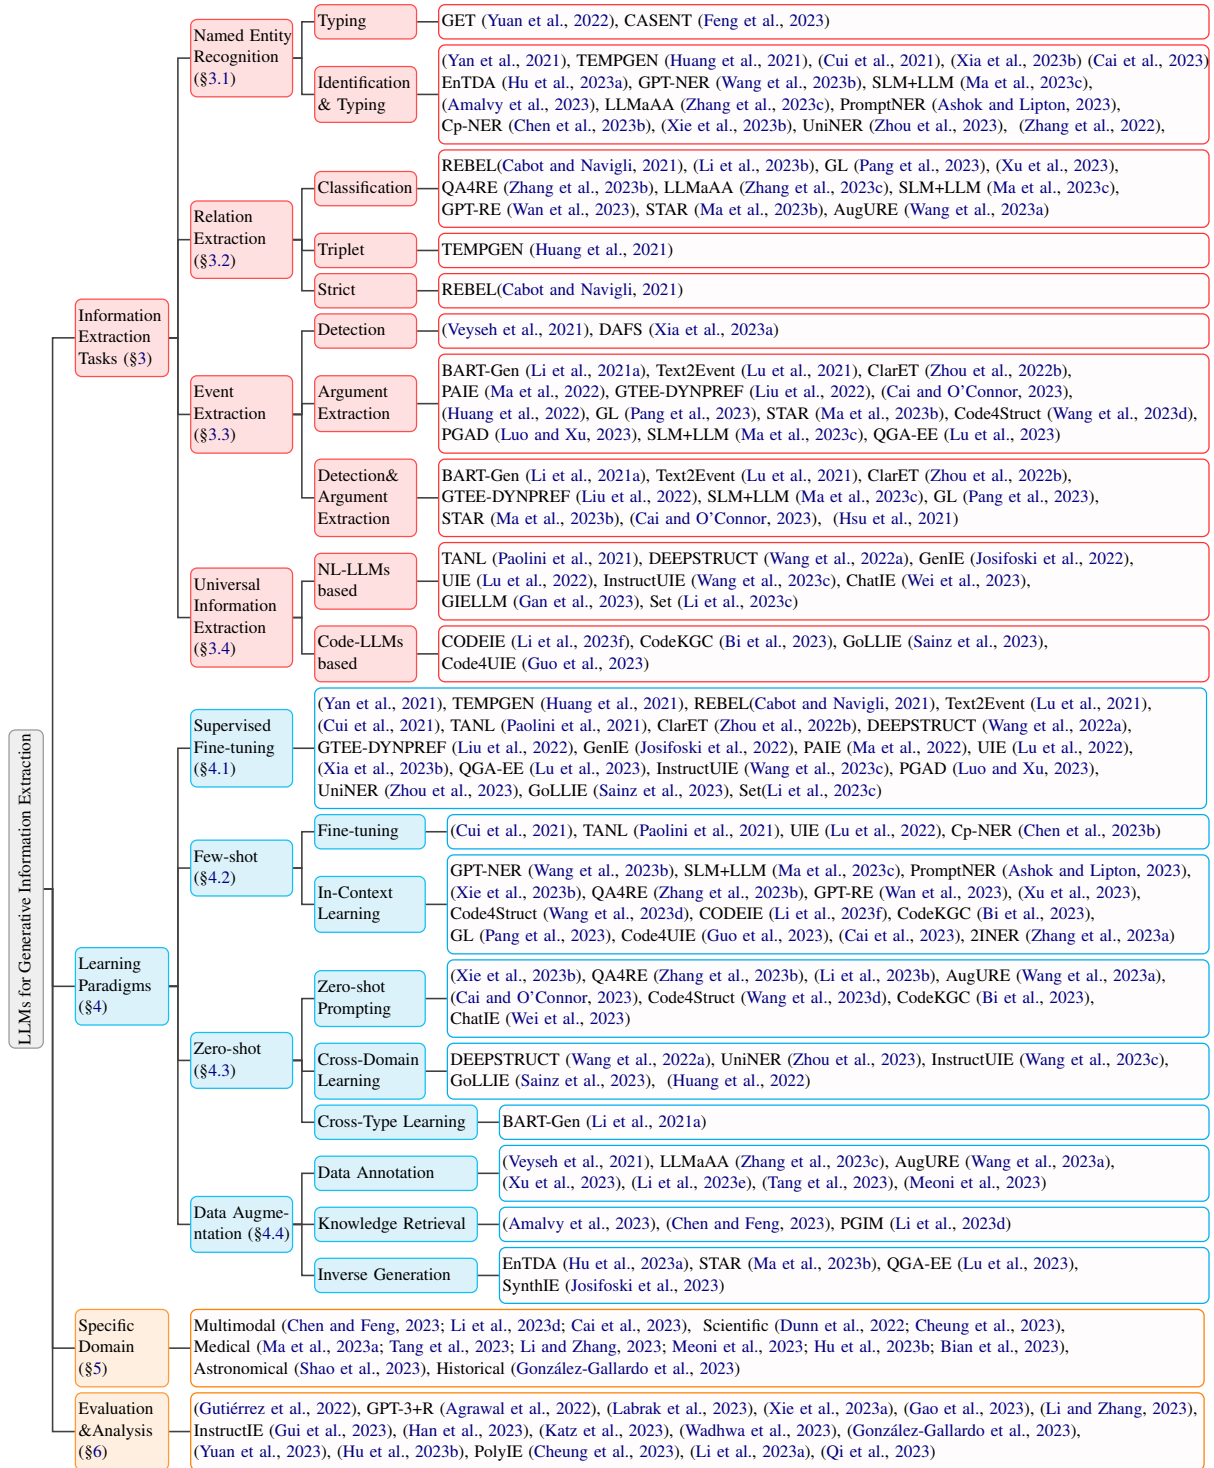 LLMs for Generative Information Extraction
Information
Extraction
Tasks (§3)
Named Entity
Recognition
(§3.1)
Typing
GET (Yuan et al., 2022), CASENT (Feng et al., 2023)
Identification
& Typing
(Yan et al., 2021), TEMPGEN (Huang et al., 2021), (Cui et al., 2021), (Xia et al., 2023b) (Cai et al., 2023)
EnTDA (Hu et al., 2023a), GPT-NER (Wang et al., 2023b), SLM+LLM (Ma et al., 2023c),
(Amalvy et al., 2023), LLMaAA (Zhang et al., 2023c), PromptNER (Ashok and Lipton, 2023),
Cp-NER (Chen et al., 2023b), (Xie et al., 2023b), UniNER (Zhou et al., 2023), (Zhang et al., 2022),
Relation
Extraction
(§3.2)
Classification
REBEL(Cabot and Navigli, 2021), (Li et al., 2023b), GL (Pang et al., 2023), (Xu et al., 2023),
QA4RE (Zhang et al., 2023b), LLMaAA (Zhang et al., 2023c), SLM+LLM (Ma et al., 2023c),
GPT-RE (Wan et al., 2023), STAR (Ma et al., 2023b), AugURE (Wang et al., 2023a)
Triplet
TEMPGEN (Huang et al., 2021)
Strict
REBEL(Cabot and Navigli, 2021)
Event
Extraction
(§3.3)
Detection
(Veyseh et al., 2021), DAFS (Xia et al., 2023a)
Argument
Extraction
BART-Gen (Li et al., 2021a), Text2Event (Lu et al., 2021), ClarET (Zhou et al., 2022b),
PAIE (Ma et al., 2022), GTEE-DYNPREF (Liu et al., 2022), (Cai and O'Connor, 2023),
(Huang et al., 2022), GL (Pang et al., 2023), STAR (Ma et al., 2023b), Code4Struct (Wang et al., 2023d),
PGAD (Luo and Xu, 2023), SLM+LLM (Ma et al., 2023c), QGA-EE (Lu et al., 2023)
Detection&
Argument
Extraction
BART-Gen (Li et al., 2021a), Text2Event (Lu et al., 2021), ClarET (Zhou et al., 2022b),
GTEE-DYNPREF (Liu et al., 2022), SLM+LLM (Ma et al., 2023c), GL (Pang et al., 2023),
STAR (Ma et al., 2023b), (Cai and O'Connor, 2023), (Hsu et al., 2021)
Universal
Information
Extraction
(§3.4)
NL-LLMs
based
TANL (Paolini et al., 2021), DEEPSTRUCT (Wang et al., 2022a), GenIE (Josifoski et al., 2022),
UIE (Lu et al., 2022), InstructUIE (Wang et al., 2023c), ChatIE (Wei et al., 2023),
GIELLM (Gan et al., 2023), Set (Li et al., 2023c)
Code-LLMs
based
CODEIE (Li et al., 2023f), CodeKGC (Bi et al., 2023), GoLLIE (Sainz et al., 2023),
Code4UIE (Guo et al., 2023)
Learning
Paradigms
(§4)
Supervised
Fine-tuning
(§4.1)
(Yan et al., 2021), TEMPGEN (Huang et al., 2021), REBEL(Cabot and Navigli, 2021), Text2Event (Lu et al., 2021),
(Cui et al., 2021), TANL (Paolini et al., 2021), ClarET (Zhou et al., 2022b), DEEPSTRUCT (Wang et al., 2022a),
GTEE-DYNPREF (Liu et al., 2022), GenIE (Josifoski et al., 2022), PAIE (Ma et al., 2022), UIE (Lu et al., 2022),
(Xia et al., 2023b), QGA-EE (Lu et al., 2023), InstructUIE (Wang et al., 2023c), PGAD (Luo and Xu, 2023),
UniNER (Zhou et al., 2023), GoLLIE (Sainz et al., 2023), Set(Li et al., 2023c)
Few-shot
(§4.2)
Fine-tuning
(Cui et al., 2021), TANL (Paolini et al., 2021), UIE (Lu et al., 2022), Cp-NER (Chen et al., 2023b)
In-Context
Learning
GPT-NER (Wang et al., 2023b), SLM+LLM (Ma et al., 2023c), PromptNER (Ashok and Lipton, 2023),
(Xie et al., 2023b), QA4RE (Zhang et al., 2023b), GPT-RE (Wan et al., 2023), (Xu et al., 2023),
Code4Struct (Wang et al., 2023d), CODEIE (Li et al., 2023f), CodeKGC (Bi et al., 2023),
GL (Pang et al., 2023), Code4UIE (Guo et al., 2023), (Cai et al., 2023), 2INER (Zhang et al., 2023a)
Zero-shot
(§4.3)
Zero-shot
Prompting
(Xie et al., 2023b), QA4RE (Zhang et al., 2023b), (Li et al., 2023b), AugURE (Wang et al., 2023a),
(Cai and O'Connor, 2023), Code4Struct (Wang et al., 2023d), CodeKGC (Bi et al., 2023),
ChatIE (Wei et al., 2023)
Cross-Domain
Learning
DEEPSTRUCT (Wang et al., 2022a), UniNER (Zhou et al., 2023), InstructUIE (Wang et al., 2023c),
GoLLIE (Sainz et al., 2023), (Huang et al., 2022)
Cross-Type Learning
BART-Gen (Li et al., 2021a)
Data Augme-
ntation (§4.4)
Data Annotation
(Veyseh et al., 2021), LLMaAA (Zhang et al., 2023c), AugURE (Wang et al., 2023a),
(Xu et al., 2023), (Li et al., 2023e), (Tang et al., 2023), (Meoni et al., 2023)
Knowledge Retrieval
(Amalvy et al., 2023), (Chen and Feng, 2023), PGIM (Li et al., 2023d)
Inverse Generation
EnTDA (Hu et al., 2023a), STAR (Ma et al., 2023b), QGA-EE (Lu et al., 2023),
SynthIE (Josifoski et al., 2023)
Specific
Domain
(§5)
Multimodal (Chen and Feng, 2023; Li et al., 2023d; Cai et al., 2023), Scientific (Dunn et al., 2022; Cheung et al., 2023),
Medical (Ma et al., 2023a; Tang et al., 2023; Li and Zhang, 2023; Meoni et al., 2023; Hu et al., 2023b; Bian et al., 2023),
Astronomical (Shao et al., 2023), Historical (González-Gallardo et al., 2023)
Evaluation
&Analysis
(§6)
(Gutiérrez et al., 2022), GPT-3+R (Agrawal et al., 2022), (Labrak et al., 2023), (Xie et al., 2023a), (Gao et al., 2023), (Li and Zhang, 2023),
InstructIE (Gui et al., 2023), (Han et al., 2023), (Katz et al., 2023), (Wadhwa et al., 2023), (González-Gallardo et al., 2023),
(Yuan et al., 2023), (Hu et al., 2023b), PolyIE (Cheung et al., 2023), (Li et al., 2023a), (Qi et al., 2023)